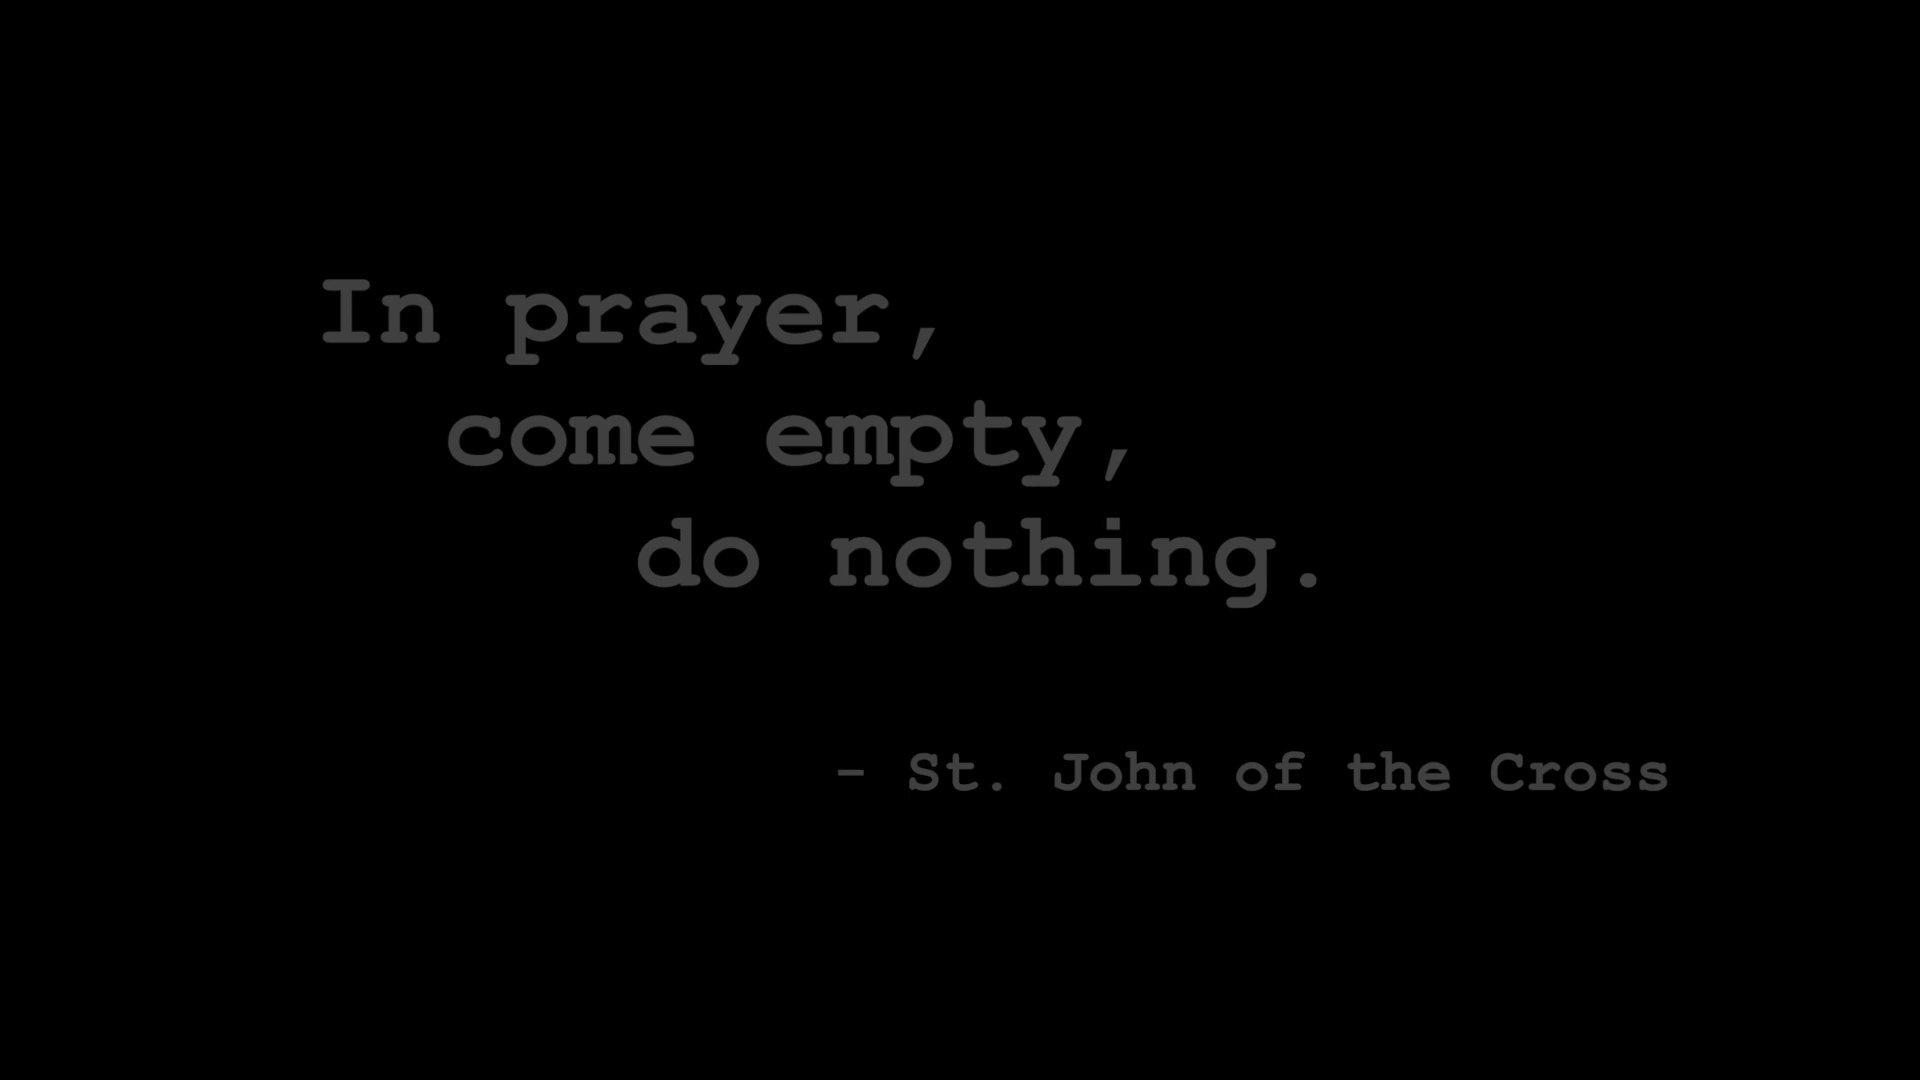 In prayer,
come empty,
do nothing.
- St. John of the Cross